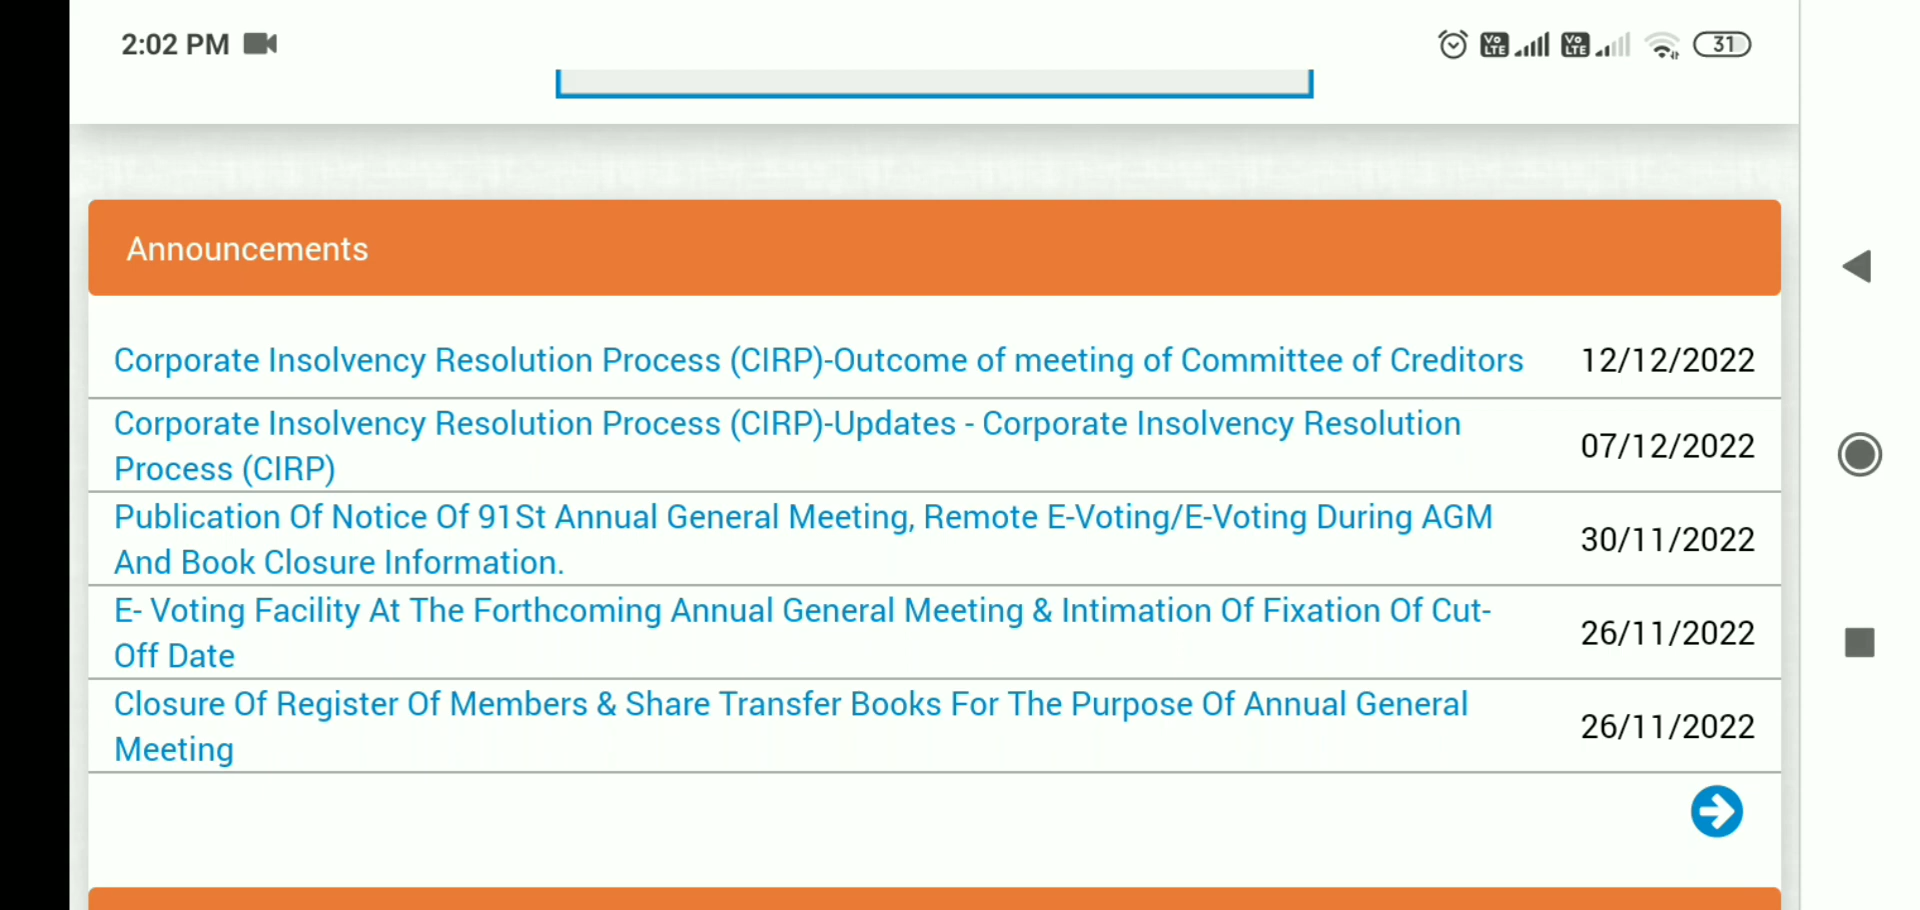 2:02 PM Vo LTE Vo LTE 31
Announcements
Corporate Insolvency Resolution Process (CIRP)-Outcome of meeting of Committee of Creditors 12/12/2022
Corporate Insolvency Resolution Process (CIRP)-Updates - Corporate Insolvency Resolution
Process (CIRP) 07/12/2022
Publication Of Notice Of 91St Annual General Meeting, Remote E-Voting/E-Voting During AGM
And Book Closure Information. 30/11/2022
E- Voting Facility At The Forthcoming Annual General Meeting & Intimation Of Fixation Of Cut-
Off Date 26/11/2022
Closure Of Register Of Members & Share Transfer Books For The Purpose Of Annual General
Meeting 26/11/2022